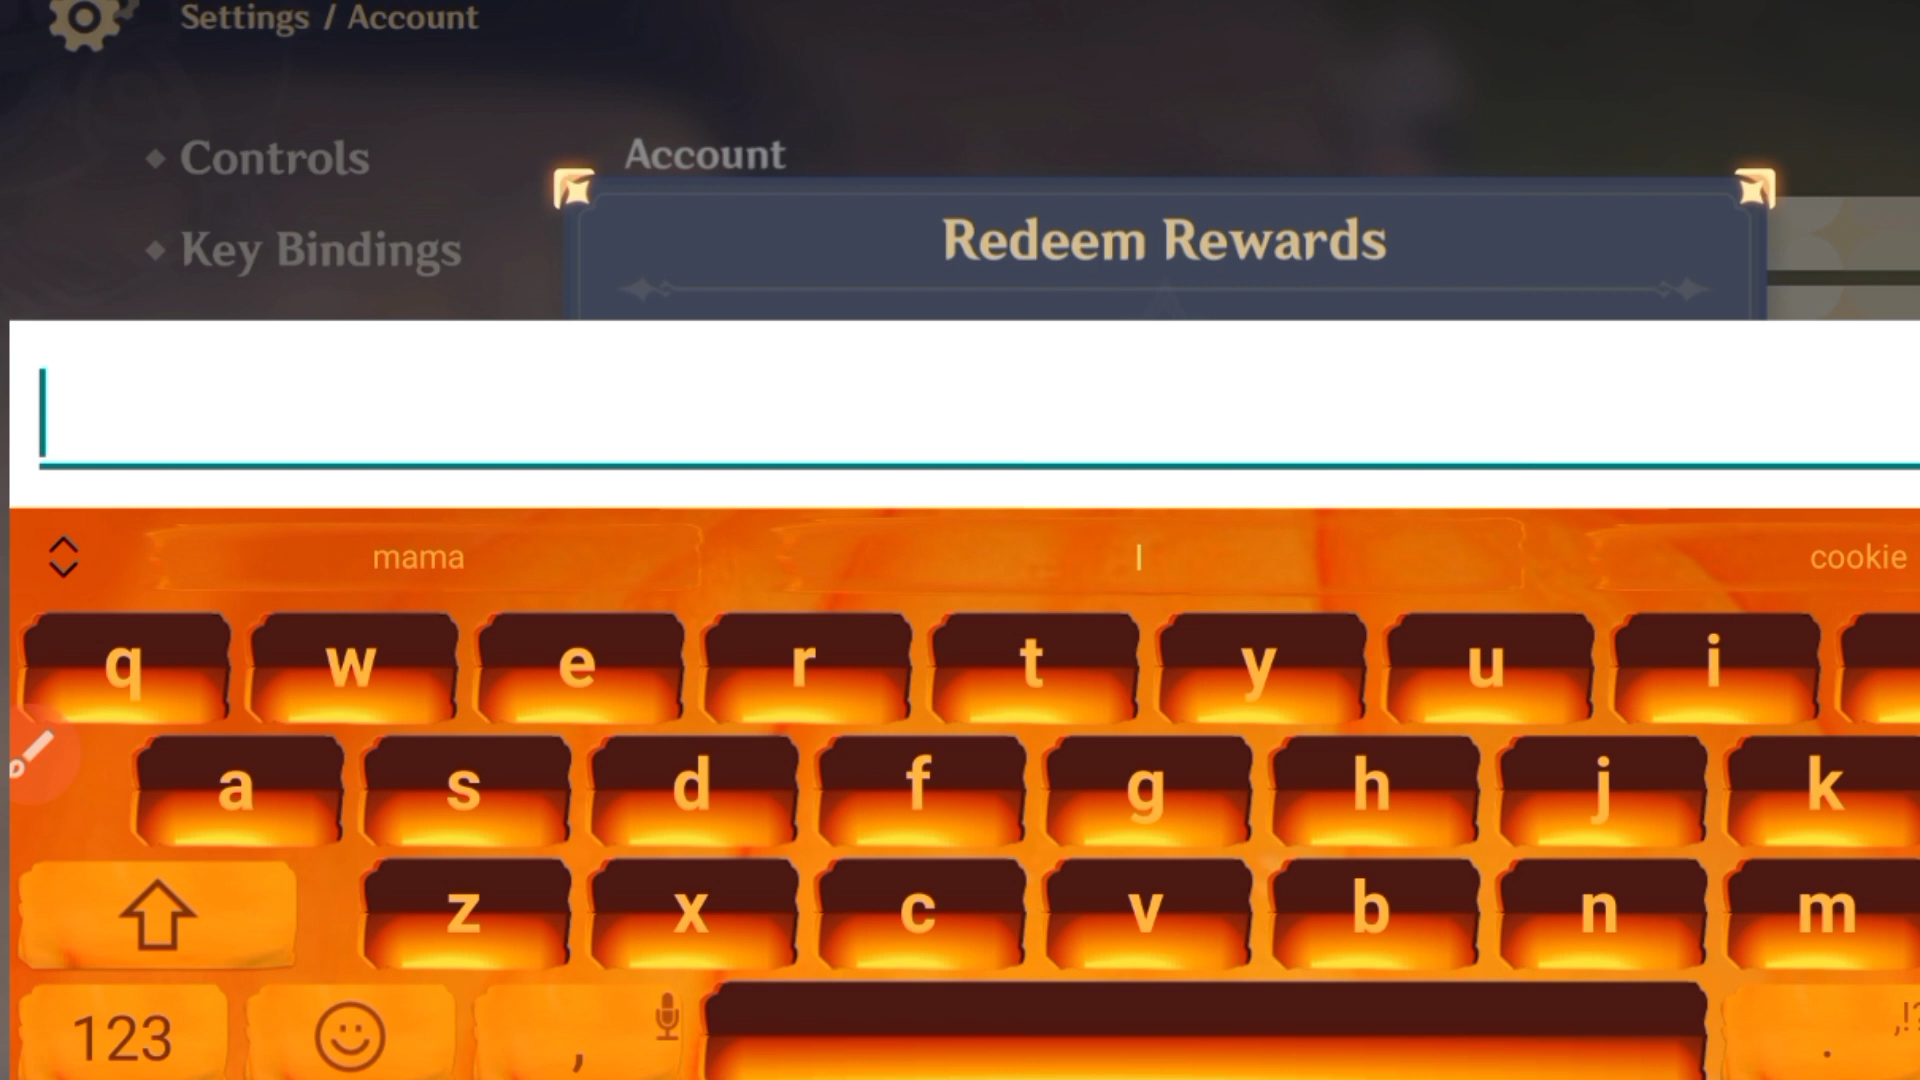 Settings / Account
Controls
Account
Key Bindings
Redeem Rewards
mama
I
cookie
q w e r t y u i
a s d f g h j k
z x c v b n m
123 , . ,!?